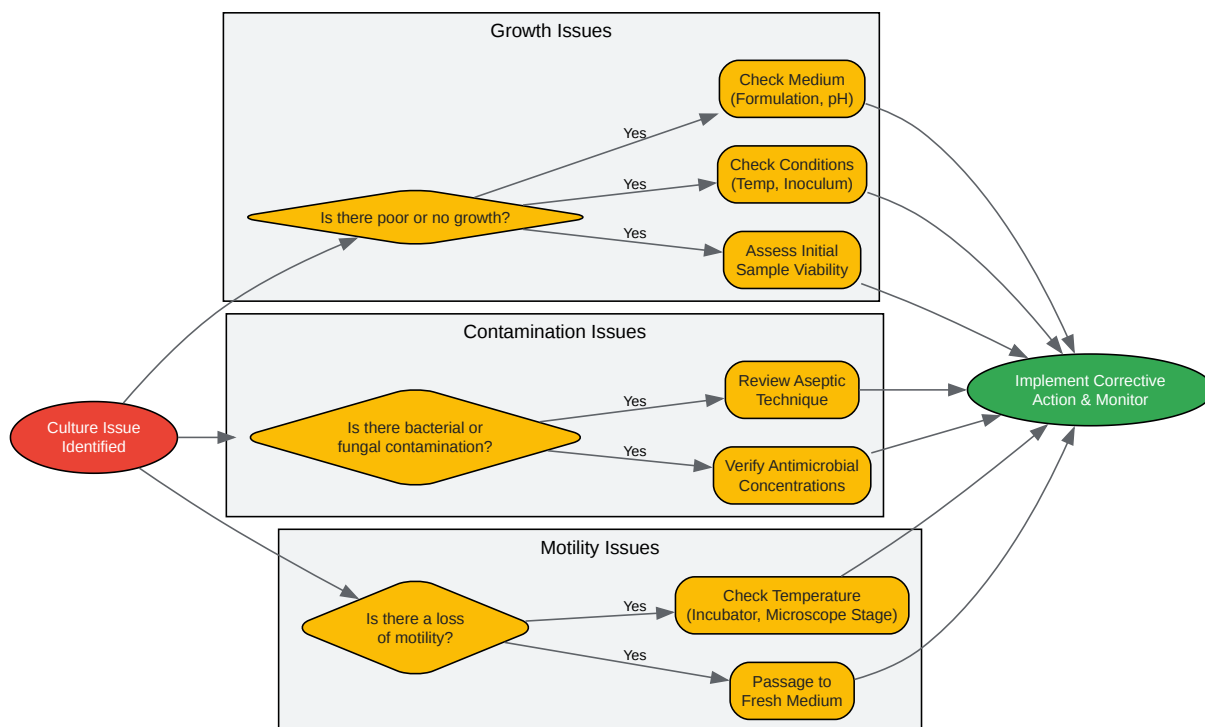 Growth Issues
Check Medium
(Formulation, pH)
Yes
Check Conditions
(Temp, Inoculum)
Yes
Is there poor or no growth?
Yes
Assess Initial
Sample Viability
Contamination Issues
Review Aseptic
Technique
Yes
Is there bacterial or
fungal contamination?
Yes
Verify Antimicrobial
Concentrations
Culture Issue
Identified
Implement Corrective
Action & Monitor
Motility Issues
Check Temperature
(Incubator, Microscope Stage)
Yes
Is there a loss
of motility?
Yes
Passage to
Fresh Medium